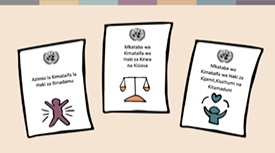 Azimio la
Kimataifa la
Haki za Binadamu
Mkataba wa
Kimataifa wa
Haki za Kiraia
na Kisiasa
Mkataba wa
Kimataifa wa Haki za
Kijamii,Kiuchumi na
Kitamaduni